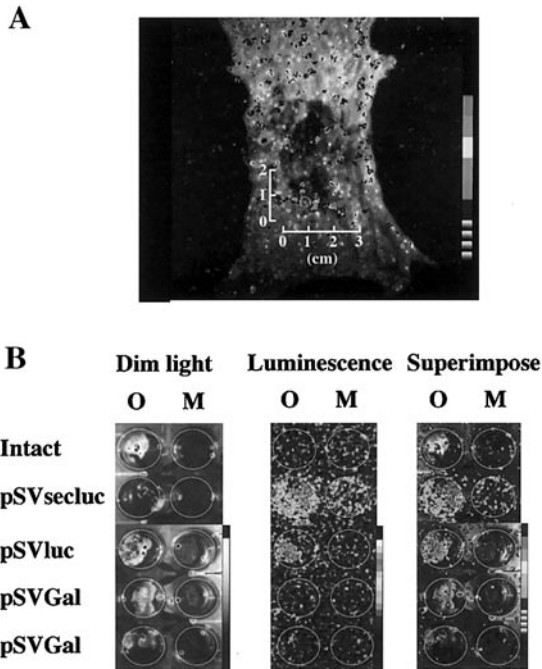 A
2
1
0
0 1 2 3
(cm)
B
Dim light Luminescence Superimpose
O M O M O M
Intact
pSVsecluc
pSVluc
pSVGal
pSVGal